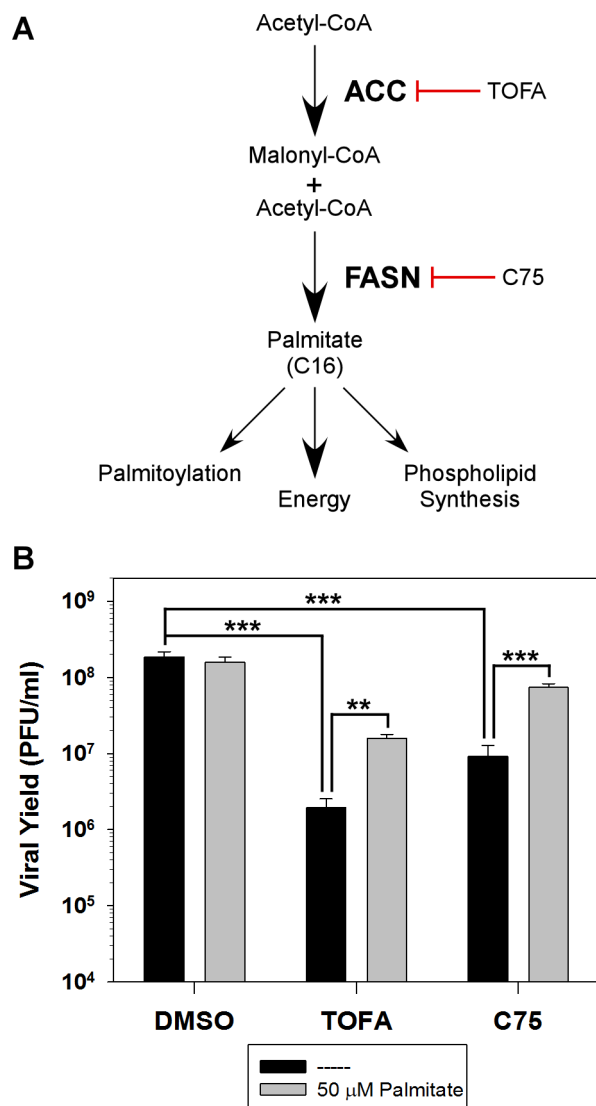 A
Acetyl-CoA
ACC
TOFA
Malonyl-CoA
+
Acetyl-CoA
FASN
C75
Palmitate
(C16)
Palmitoylation
Energy
Phospholipid
Synthesis
B
Viral Yield (PFU/ml)
10⁹
10⁸
10⁷
10⁶
10⁵
10⁴
***
***
**
***
DMSO
TOFA
C75
-----
50 μM Palmitate